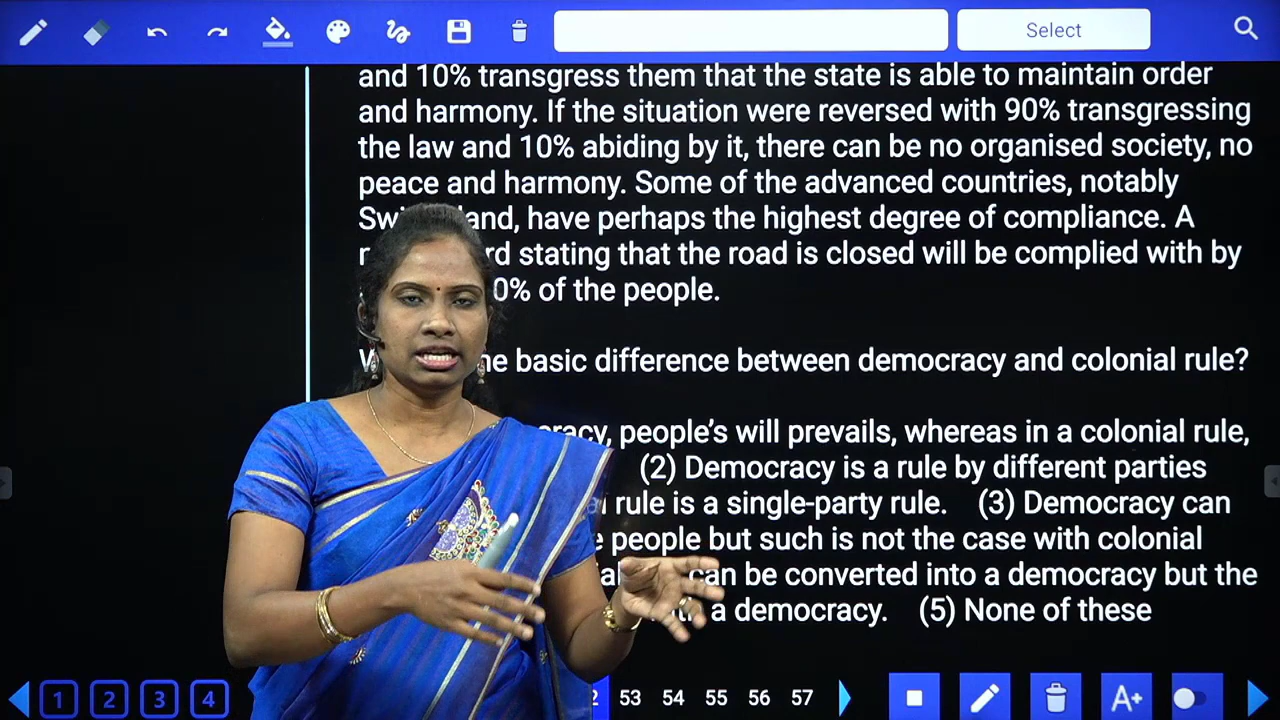 Select
and 10% transgress them that the state is able to maintain order
and harmony. If the situation were reversed with 90% transgressing
the law and 10% abiding by it, there can be no organised society, no
peace and harmony. Some of the advanced countries, notably
land, have perhaps the highest degree of compliance. A
stating that the road is closed will be complied with by
0% of the people.
basic difference between democracy and colonial rule?
people's will prevails, whereas in a colonial rule,
(2) Democracy is a rule by different parties
rule is a single-party rule. (3) Democracy can
people but such is not the case with colonial
can be converted into a democracy but the
a democracy. (5) None of these
1 2 3 4 53 54 55 56 57 A+